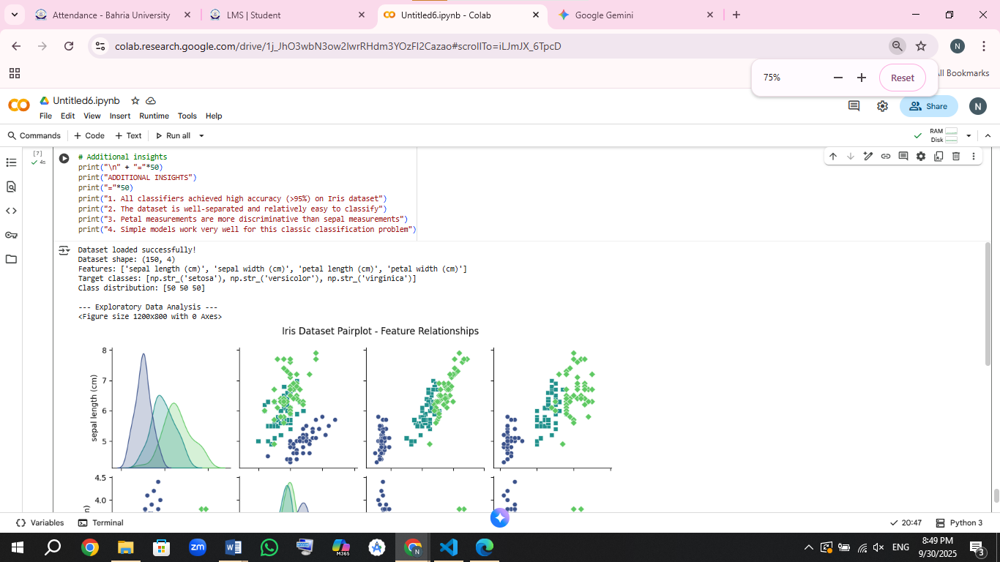 Attendance - Bahria University
LMS | Student
Untitled6.ipynb - Colab
Google Gemini
colab.research.google.com/drive/1j_JhO3wbN3ow2IwrRHdm3YOzFI2Cazao#scrollTo=iLJmJX_6TpcD
N
All Bookmarks
75%
Reset
CO
Untitled6.ipynb
File Edit View Insert Runtime Tools Help
Share
N
Commands + Code + Text Run all
RAM
Disk
[7]
4s
# Additional insights
print("\n" + "="*50)
print("ADDITIONAL INSIGHTS")
print("="*50)
print("1. All classifiers achieved high accuracy (>95%) on Iris dataset")
print("2. The dataset is well-separated and relatively easy to classify")
print("3. Petal measurements are more discriminative than sepal measurements")
print("4. Simple models work very well for this classic classification problem")
Dataset loaded successfully!
Dataset shape: (150, 4)
Features: ['sepal length (cm)', 'sepal width (cm)', 'petal length (cm)', 'petal width (cm)']
Target classes: [np.str_('setosa'), np.str_('versicolor'), np.str_('virginica')]
Class distribution: [50 50 50]
--- Exploratory Data Analysis ---
<Figure size 1200x800 with 0 Axes>
Iris Dataset Pairplot - Feature Relationships
8
7
6
5
sepal length (cm)
4.5
4.0
Variables
Terminal
20:47
Python 3
zm
M365
N
ENG
8:49 PM
9/30/2025
3